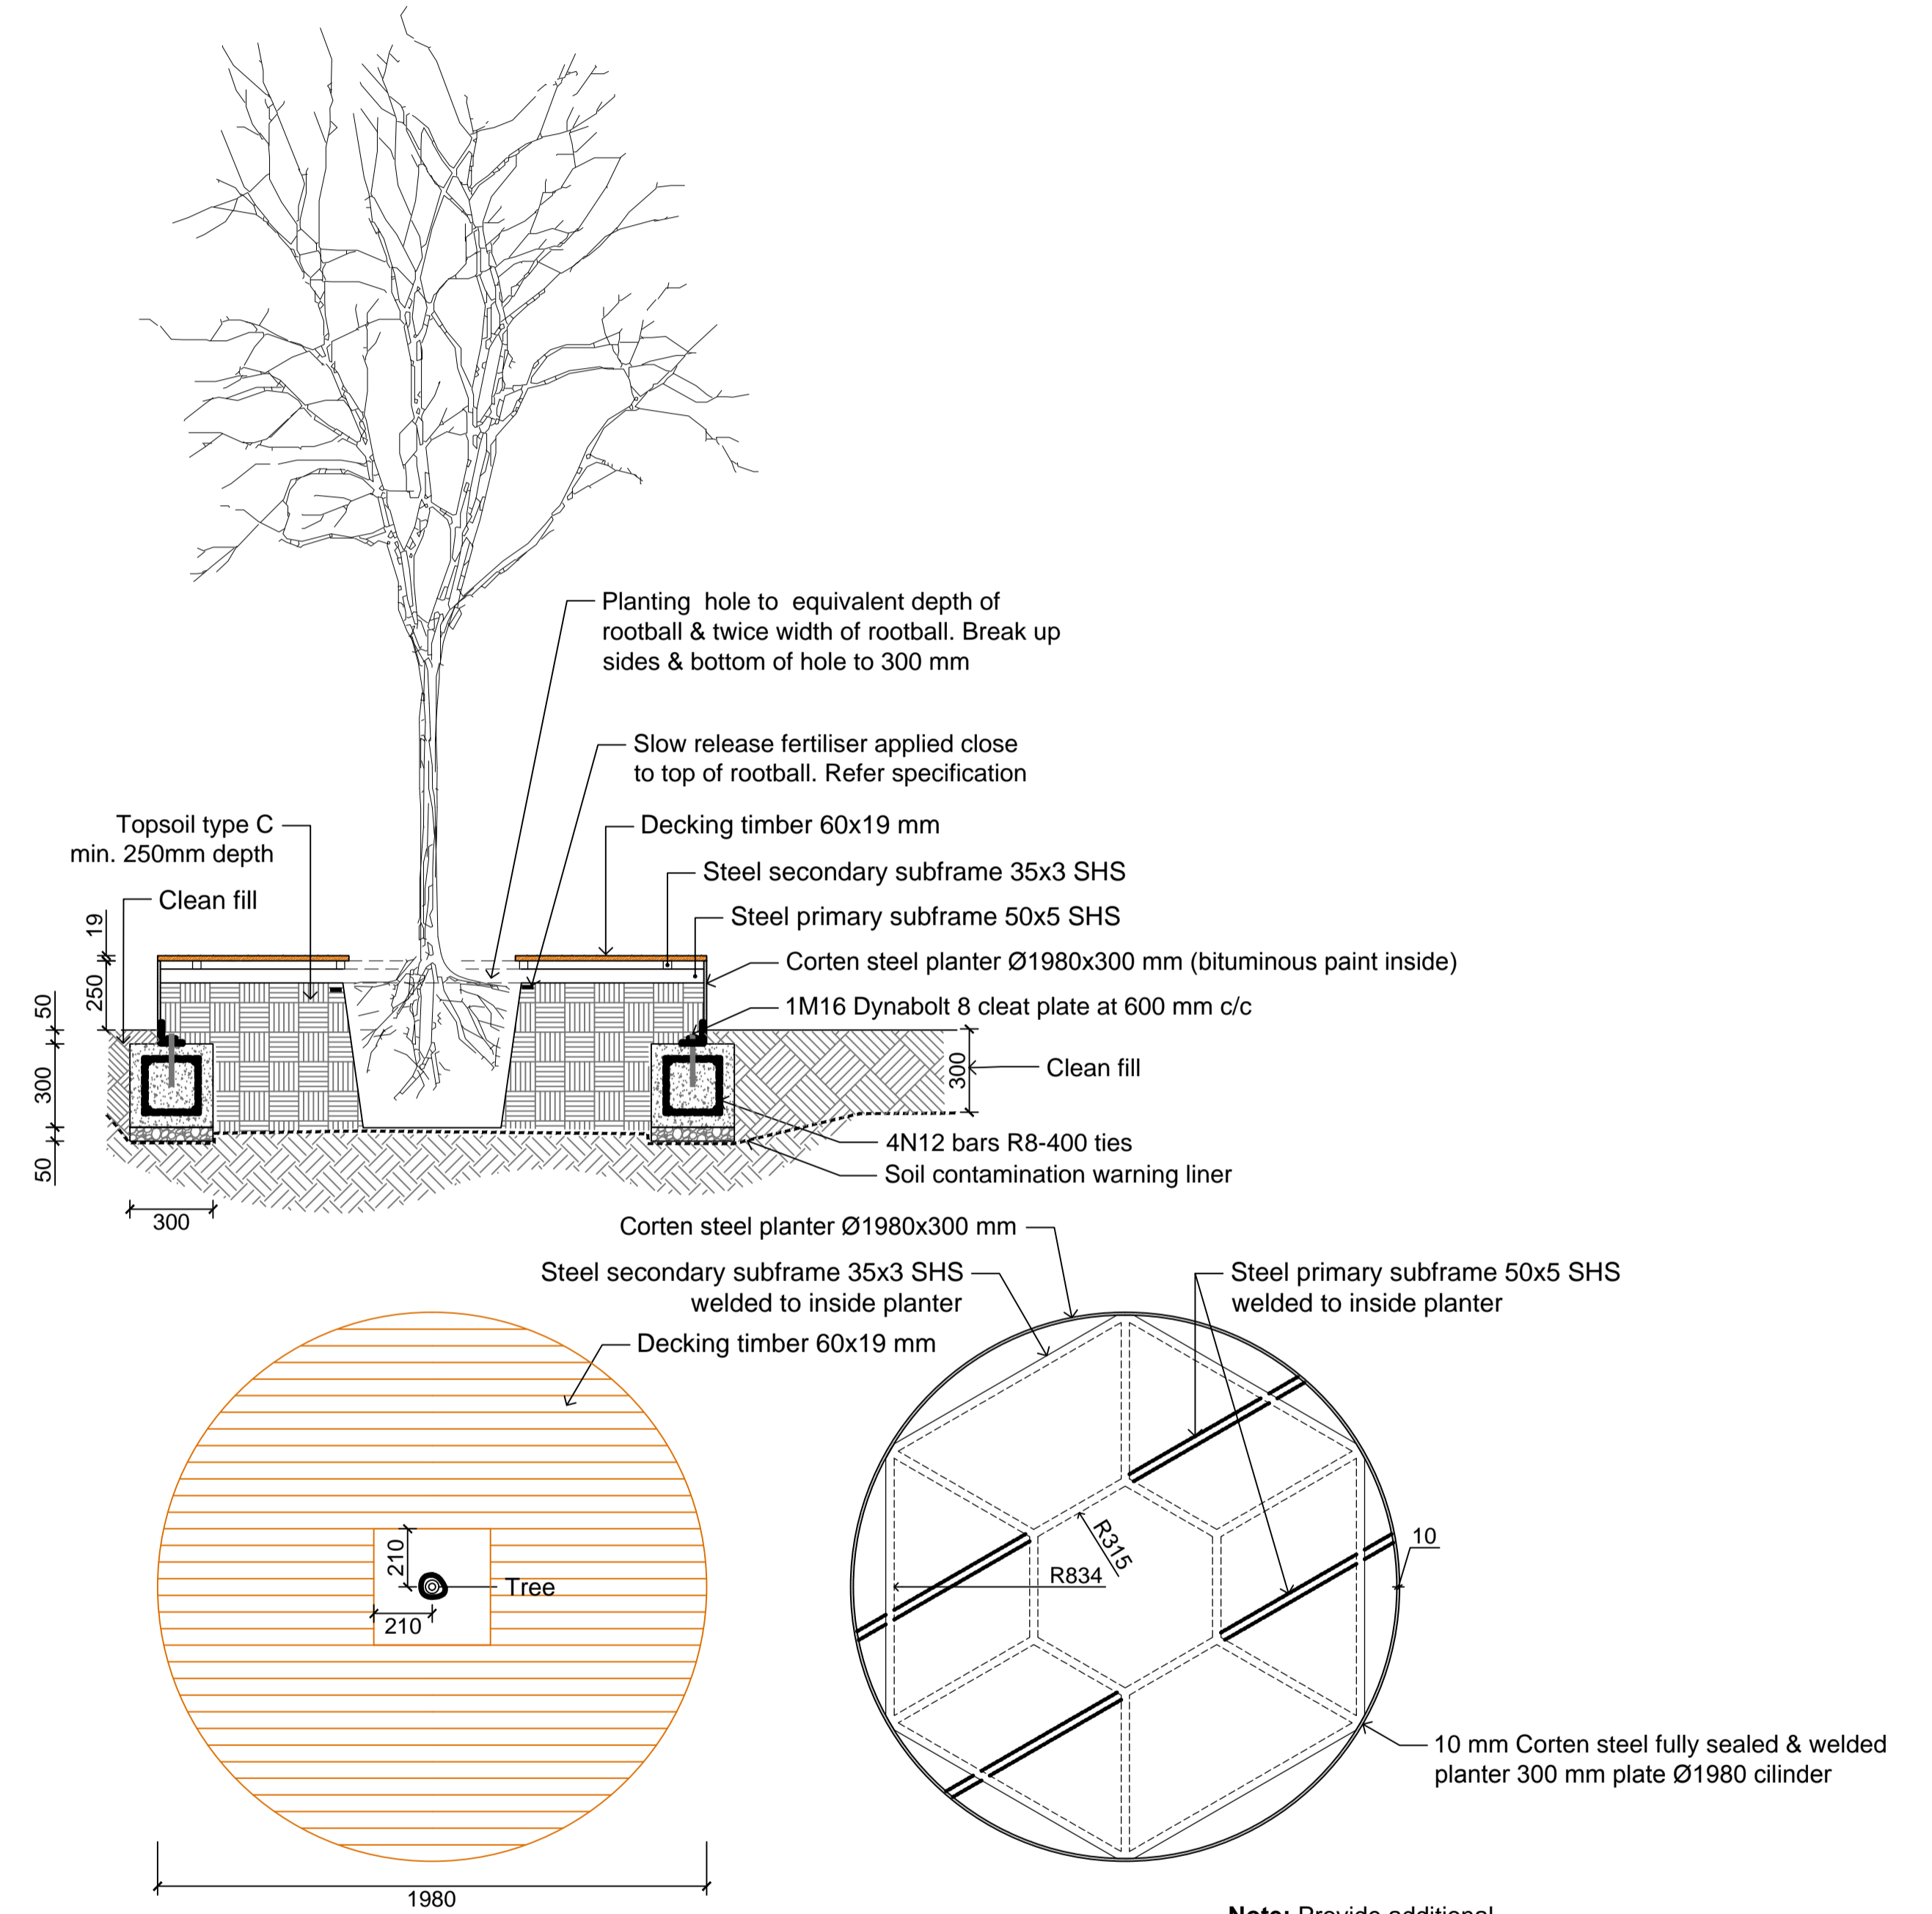 Planting hole to equivalent depth of
rootball & twice width of rootball. Break up
sides & bottom of hole to 300 mm
Slow release fertiliser applied close
to top of rootball. Refer specification
Topsoil type C
min. 250mm depth
Decking timber 60x19 mm
Clean fill
Steel secondary subframe 35x3 SHS
Steel primary subframe 50x5 SHS
Corten steel planter Ø1980x300 mm (bituminous paint inside)
1M16 Dynabolt 8 cleat plate at 600 mm c/c
Clean fill
4N12 bars R8-400 ties
Soil contamination warning liner
19
250
50
300
50
300
300
Corten steel planter Ø1980x300 mm
Steel secondary subframe 35x3 SHS
welded to inside planter
Steel primary subframe 50x5 SHS
welded to inside planter
Decking timber 60x19 mm
210
210
Tree
1980
R315
R834
10
10 mm Corten steel fully sealed & welded
planter 300 mm plate Ø1980 cilinder
Note: Provide additional